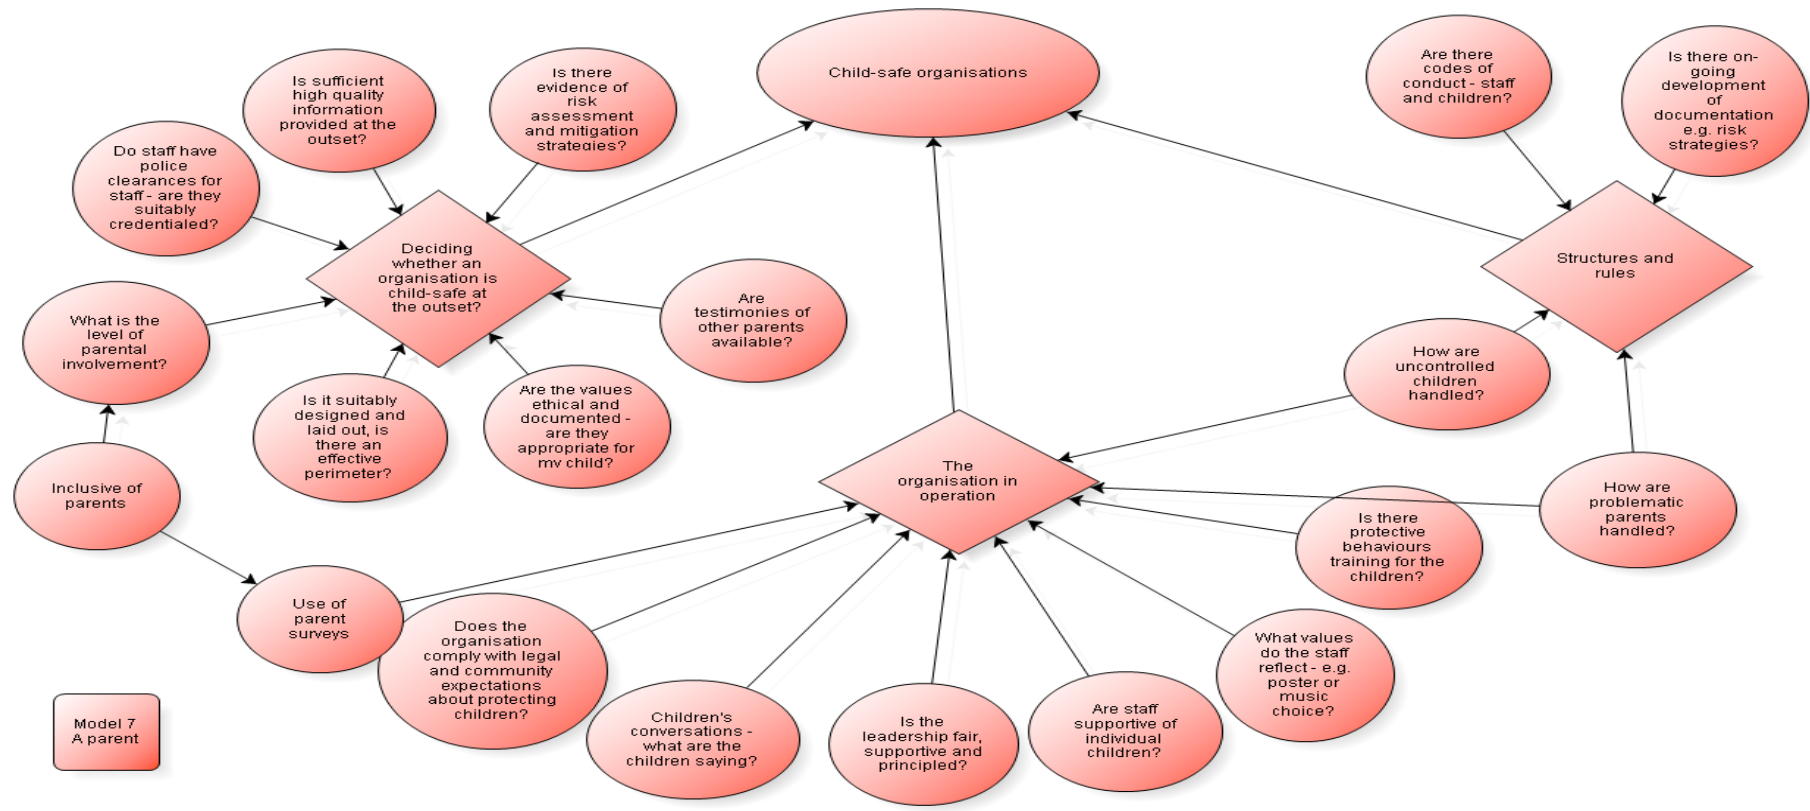 Child-safe organisations
Is sufficient
high quality
information
provided at the
outset?
Is there
evidence of
risk
assessment
and mitigation
strategies?
Do staff have
police
clearances for
staff - are they
suitably
credentialed?
Deciding
whether an
organisation is
child-safe at
the outset?
What is the
level of
parental
involvement?
Are
testimonies of
other parents
available?
Is it suitably
designed and
laid out, is
there an
effective
perimeter?
Are the values
ethical and
documented -
are they
appropriate for
my child?
Inclusive of
parents
Use of
parent
surveys
Are there
codes of
conduct - staff
and children?
Is there on-
going
development
of
documentation
e.g. risk
strategies?
Structures and
rules
How are
uncontrolled
children
handled?
How are
problematic
parents
handled?
The
organisation in
operation
Is there
protective
behaviours
training for the
children?
What values
do the staff
reflect - e.g.
poster or
music
choice?
Are staff
supportive of
individual
children?
Is the
leadership fair,
supportive and
principled?
Children's
conversations -
what are the
children saying?
Does the
organisation
comply with legal
and community
expectations
about protecting
children?
Model 7
A parent